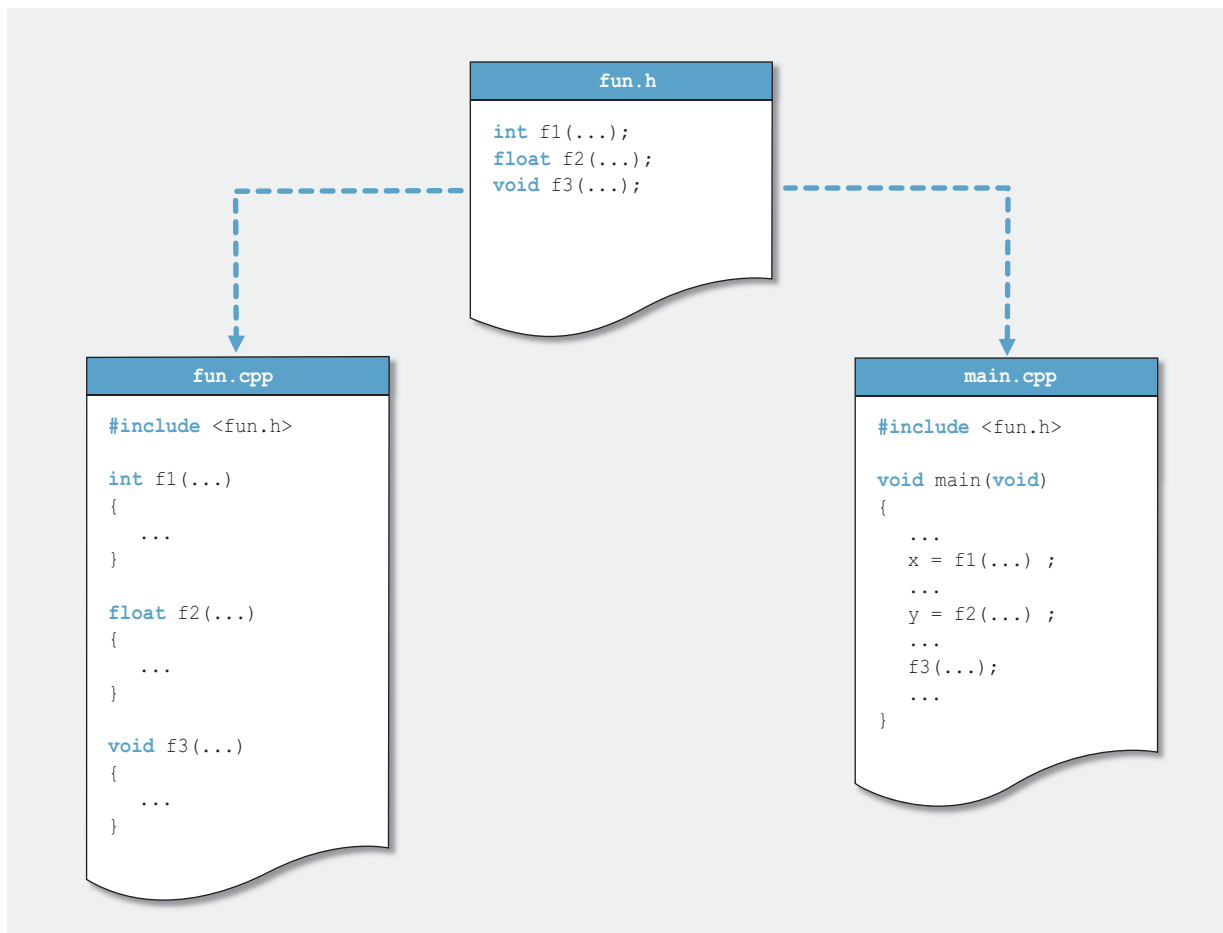 fun.h
int f1(...);
float f2(...);
void f3(...);
fun.cpp
#include <fun.h>
int f1(...)
{
...
}
float f2(...)
{
...
}
void f3(...)
{
...
}
main.cpp
#include <fun.h>
void main(void)
{
...
x = f1(...) ;
...
y = f2(...) ;
...
f3(...);
...
}